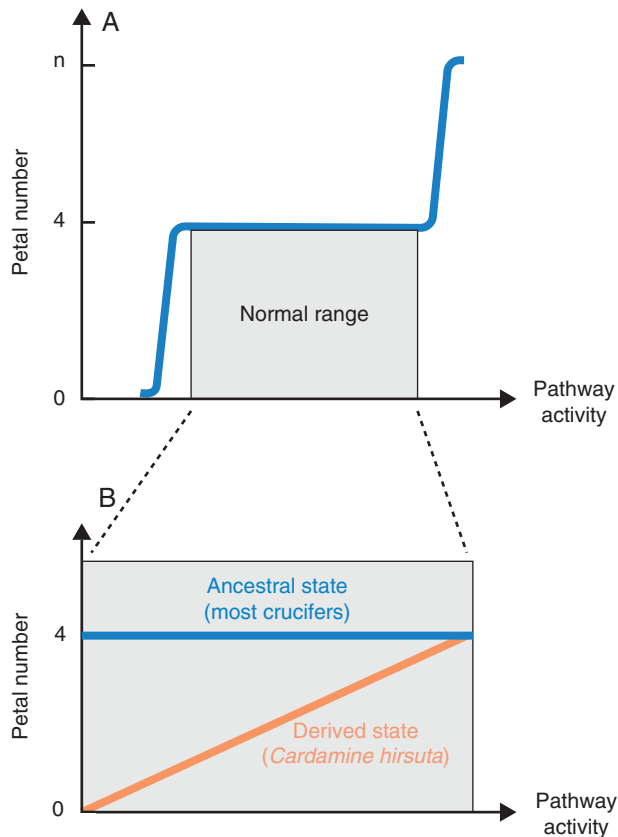 A
n
4
0
Petal number
Normal range
Pathway
activity
B
4
0
Petal number
Ancestral state
(most crucifers)
Derived state
(Cardamine hirsuta)
Pathway
activity